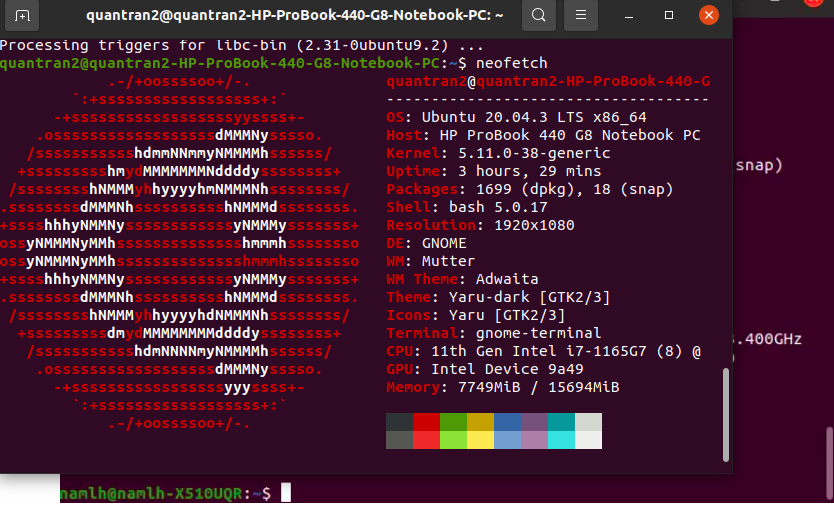 quantran2@quantran2-HP-ProBook-440-G8-Notebook-PC: ~
Processing triggers for libc-bin (2.31-0ubuntu9.2) ...
quantran2@quantran2-HP-ProBook-440-G8-Notebook-PC:~$ neofetch
.-/+oossssoo+/-. quantran2@quantran2-HP-ProBook-440-G
`:+ssssssssssssssssss+:` ------------------------------------
-+ssssssssssssssssssyyssss+- OS: Ubuntu 20.04.3 LTS x86_64
.ossssssssssssssssssdMMMNysssso. Host: HP ProBook 440 G8 Notebook PC
/ssssssssssshdmmNNmmyNMMMMhssssss/ Kernel: 5.11.0-38-generic
+ssssssssshmydMMMMMMMNddddyssssssss+ Uptime: 3 hours, 29 mins
/sssssssshNMMMyhhyyyyhmNMMMNhssssssss/ Packages: 1699 (dpkg), 18 (snap)
.ssssssssdMMMNhsssssssssshNMMMdssssssss. Shell: bash 5.0.17
+sssshhhyNMMNyssssssssssssyNMMMysssssss+ Resolution: 1920x1080
ossyNMMMNyMMhsssssssssssssshmmmhssssssso DE: GNOME
ossyNMMMNyMMhsssssssssssssshmmmhssssssso WM: Mutter
+sssshhhyNMMNyssssssssssssyNMMMysssssss+ WM Theme: Adwaita
.ssssssssdMMMNhsssssssssshNMMMdssssssss. Theme: Yaru-dark [GTK2/3]
/sssssssshNMMMyhhyyyyhdNMMMNhssssssss/ Icons: Yaru [GTK2/3]
+sssssssssdmydMMMMMMMMddddyssssssss+ Terminal: gnome-terminal
/ssssssssssshdmNNNNmyNMMMMhssssss/ CPU: 11th Gen Intel i7-1165G7 (8) @
.ossssssssssssssssssdMMMNysssso. GPU: Intel Device 9a49
-+sssssssssssssssssyyyssss+- Memory: 7749MiB / 15694MiB
`:+ssssssssssssssssss+:`
.-/+oossssoo+/-.
snap)
.400GHz
namlh@namlh-X510UQR:~$